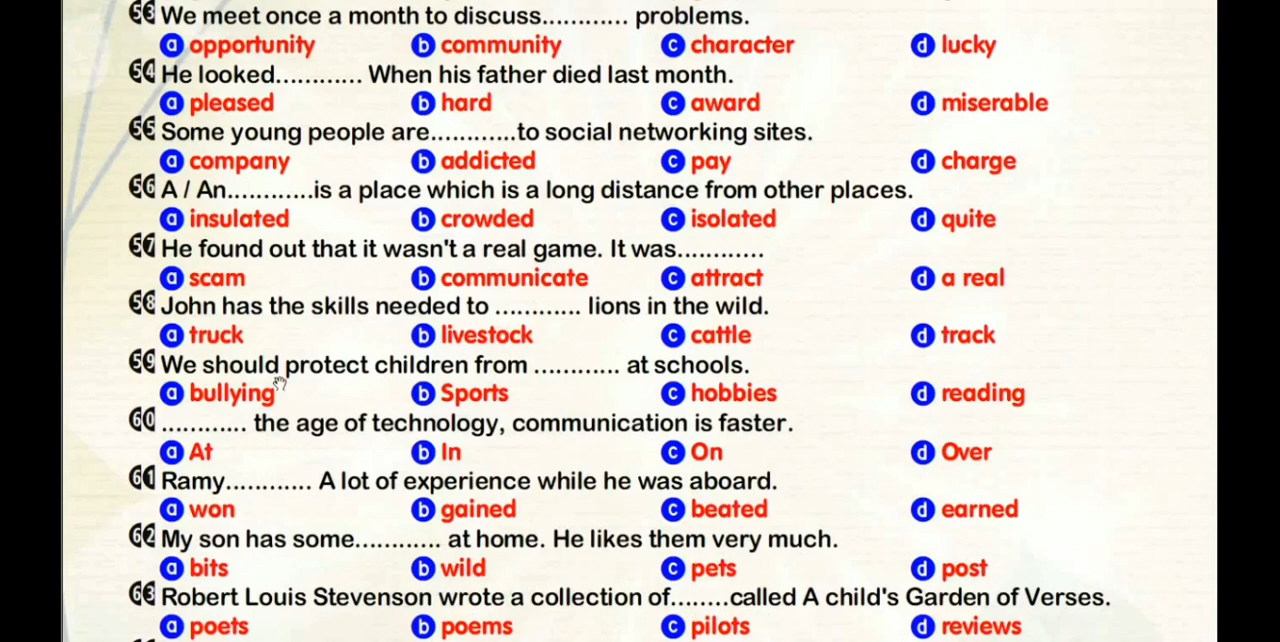 53 We meet once a month to discuss............ problems.
a opportunity b community c character d lucky
54 He looked............ When his father died last month.
a pleased b hard c award d miserable
55 Some young people are............to social networking sites.
a company b addicted c pay d charge
56 A / An............is a place which is a long distance from other places.
a insulated b crowded c isolated d quite
57 He found out that it wasn't a real game. It was............
a scam b communicate c attract d a real
58 John has the skills needed to ............ lions in the wild.
a truck b livestock c cattle d track
59 We should protect children from ............ at schools.
a bullying b Sports c hobbies d reading
60 ............ the age of technology, communication is faster.
a At b In c On d Over
61 Ramy............ A lot of experience while he was aboard.
a won b gained c beated d earned
62 My son has some............ at home. He likes them very much.
a bits b wild c pets d post
63 Robert Louis Stevenson wrote a collection of........called A child's Garden of Verses.
a poets b poems c pilots d reviews